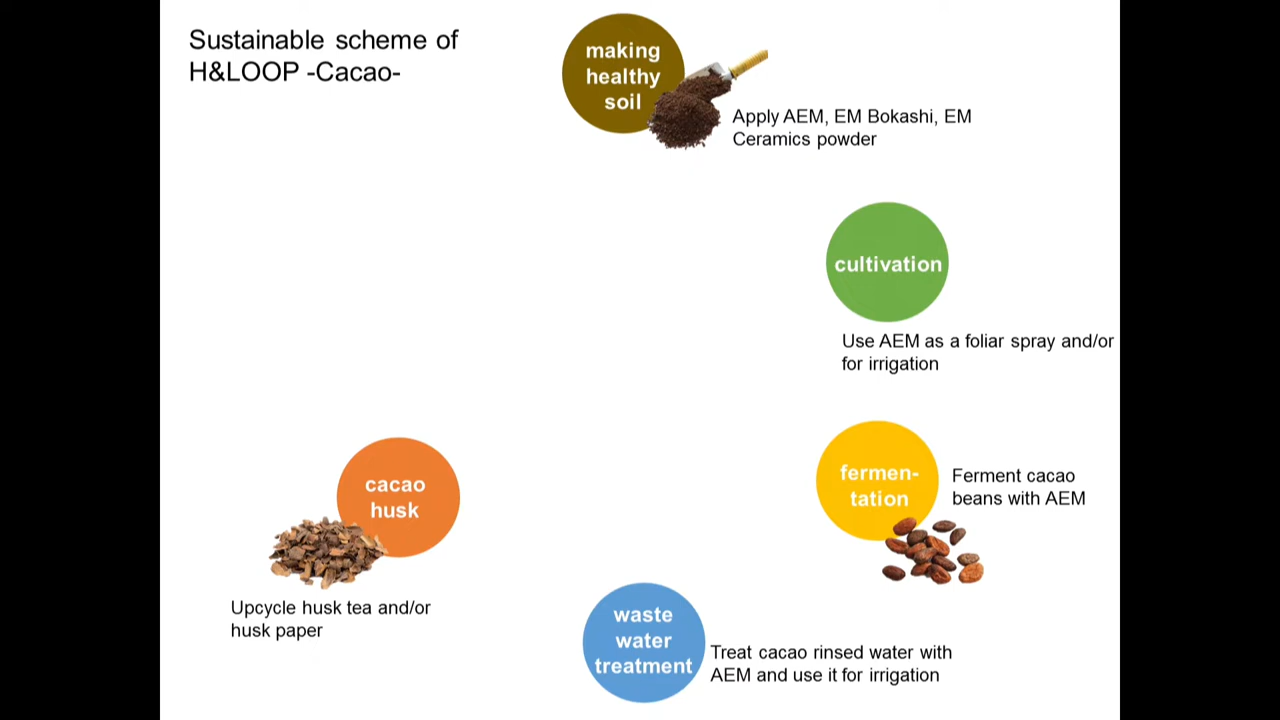 Sustainable scheme of
H&LOOP -Cacao-
making
healthy
soil
Apply AEM, EM Bokashi, EM
Ceramics powder
cultivation
Use AEM as a foliar spray and/or
for irrigation
fermen-
tation
Ferment cacao
beans with AEM
waste
water
treatment
Treat cacao rinsed water with
AEM and use it for irrigation
cacao
husk
Upcycle husk tea and/or
husk paper